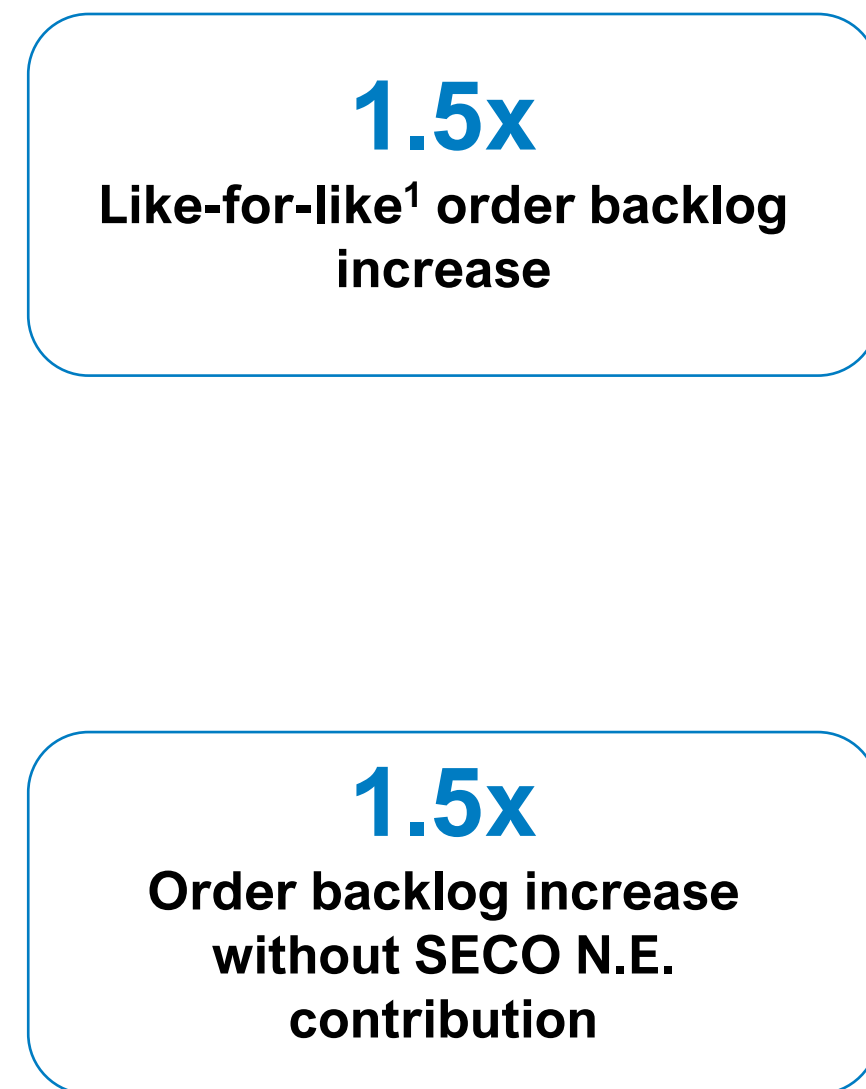 1.5x
Like-for-like¹ order backlog
increase
1.5x
Order backlog increase
without SECO N.E.
contribution